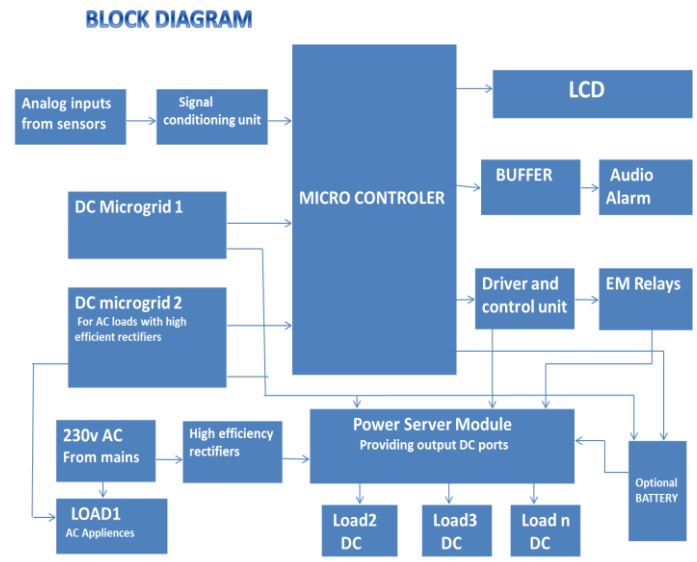 BLOCK DIAGRAM
Analog inputs
from sensors
Signal
conditioning unit
MICRO CONTROLER
LCD
BUFFER
Audio
Alarm
DC Microgrid 1
DC microgrid 2
For AC loads with high
efficient rectifiers
Driver and
control unit
EM Relays
230v AC
From mains
High efficiency
rectifiers
Power Server Module
Providing output DC ports
Optional
BATTERY
LOAD1
AC Appliences
Load2
DC
Load3
DC
Load n
DC